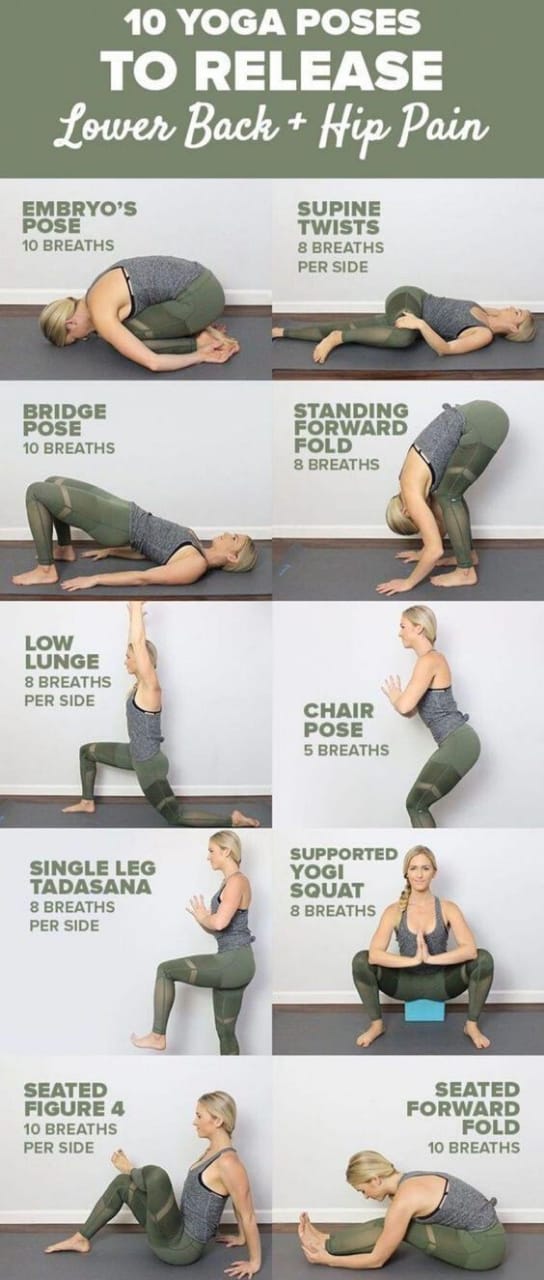 10 YOGA POSES
TO RELEASE
Lower Back + Hip Pain
EMBRYO'S
POSE
10 BREATHS
SUPINE
TWISTS
8 BREATHS
PER SIDE
BRIDGE
POSE
10 BREATHS
STANDING
FORWARD
FOLD
8 BREATHS
LOW
LUNGE
8 BREATHS
PER SIDE
CHAIR
POSE
5 BREATHS
SINGLE LEG
TADASANA
8 BREATHS
PER SIDE
SUPPORTED
YOGI
SQUAT
8 BREATHS
SEATED
FIGURE 4
10 BREATHS
PER SIDE
SEATED
FORWARD
FOLD
10 BREATHS